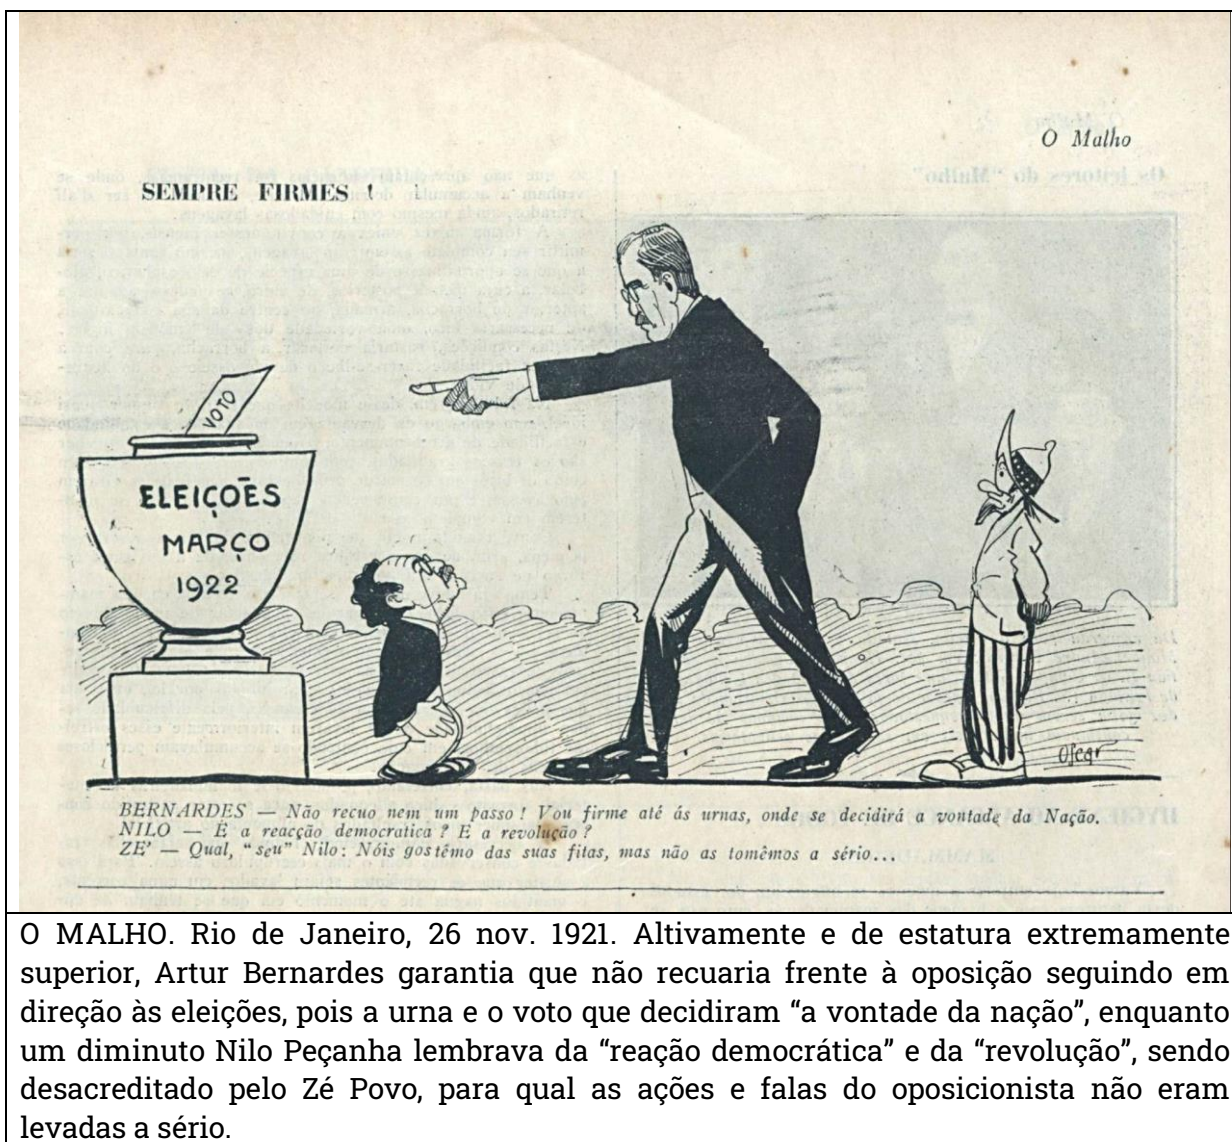 O Malho
SEMPRE FIRMES !
VOTO
ELEIÇÕES
MARÇO
1922
Oscar
BERNARDES — Não recuo nem um passo ! Vou firme até ás urnas, onde se decidirá a vontade da Nação.
NILO — E a reacção democratica ? E a revolução ?
ZE' — Qual, "seu" Nilo: Nóis gostêmo das suas fitas, mas não as tomêmos a sério...
O MALHO. Rio de Janeiro, 26 nov. 1921. Altivamente e de estatura extremamente
superior, Artur Bernardes garantia que não recuaria frente à oposição seguindo em
direção às eleições, pois a urna e o voto que decidiram “a vontade da nação”, enquanto
um diminuto Nilo Peçanha lembrava da “reação democrática” e da “revolução”, sendo
desacreditado pelo Zé Povo, para qual as ações e falas do oposicionista não eram
levadas a sério.